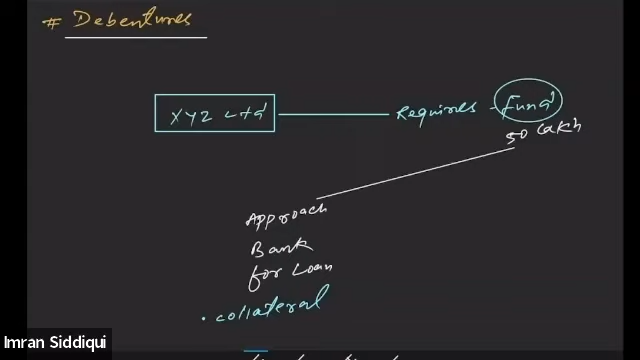 # Debentures
XYZ Ltd Requires Fund
50 Lakh
Approach
Bank
for Loan
. collateral
Imran Siddiqui